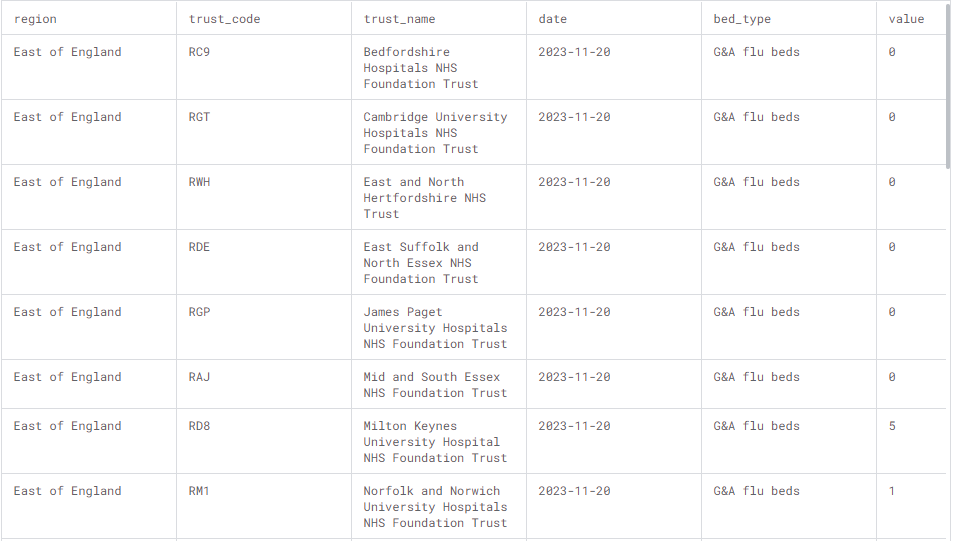 region trust_code trust_name date bed_type value
East of England RC9 Bedfordshire 2023-11-20 G&A flu beds 0
Hospitals NHS
Foundation Trust
East of England RGT Cambridge University 2023-11-20 G&A flu beds 0
Hospitals NHS
Foundation Trust
East of England RWH East and North 2023-11-20 G&A flu beds 0
Hertfordshire NHS
Trust
East of England RDE East Suffolk and 2023-11-20 G&A flu beds 0
North Essex NHS
Foundation Trust
East of England RGP James Paget 2023-11-20 G&A flu beds 0
University Hospitals
NHS Foundation Trust
East of England RAJ Mid and South Essex 2023-11-20 G&A flu beds 0
NHS Foundation Trust
East of England RD8 Milton Keynes 2023-11-20 G&A flu beds 5
University Hospital
NHS Foundation Trust
East of England RM1 Norfolk and Norwich 2023-11-20 G&A flu beds 1
University Hospitals
NHS Foundation Trust